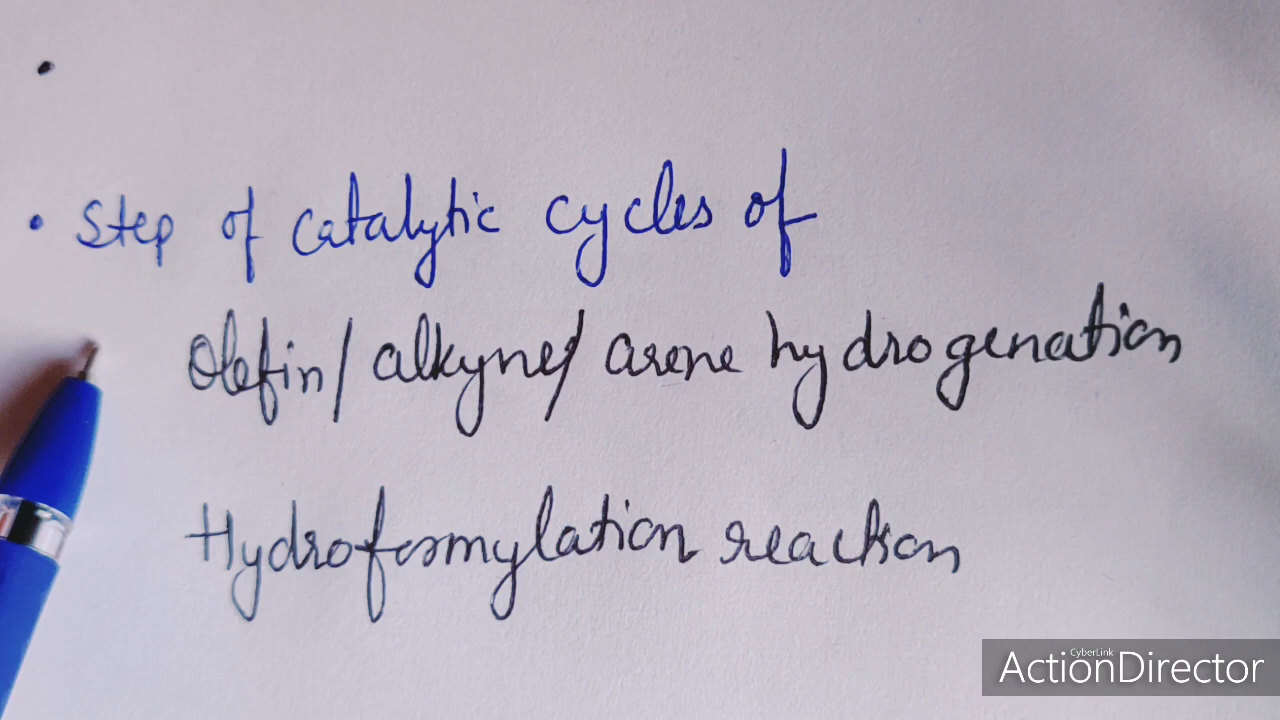 • Step of catalytic cycles of
Olefin/ alkyne/ arene hydrogenation
Hydroformylation reaction
CyberLink
ActionDirector